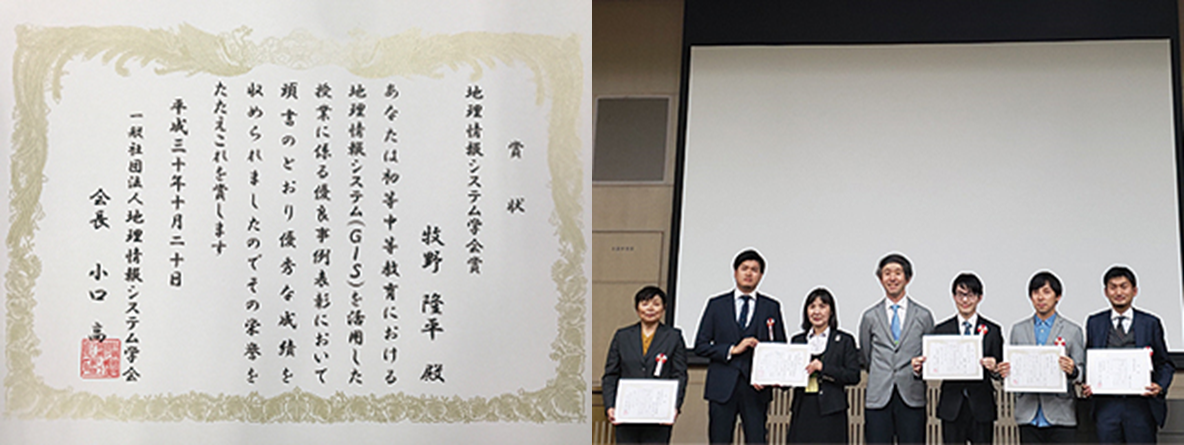 賞状
地理情報システム学会賞
牧野 隆平 殿
あなたは初等中等教育における
地理情報システム(GIS)を活用した
授業に係る優良事例表彰において
頭書のとおり優秀な成績を
収められましたのでその栄誉を
たたえこれを賞します
平成三十年十月二十日
一般社団法人地理情報システム学会
会長 小口 高